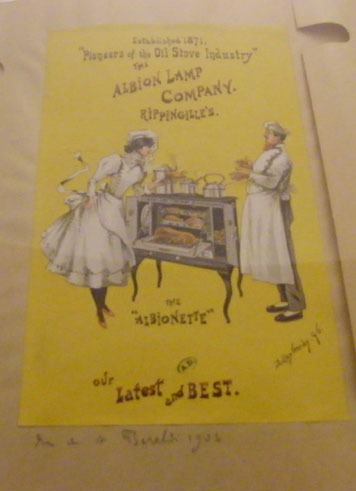 Established 1871.
"Pioneers of the Oil Stove Industry"
THE
ALBION LAMP
COMPANY.
RIPPINGILLE'S.
THE
"ALBIONETTE"
OUR
Latest and BEST.
1904